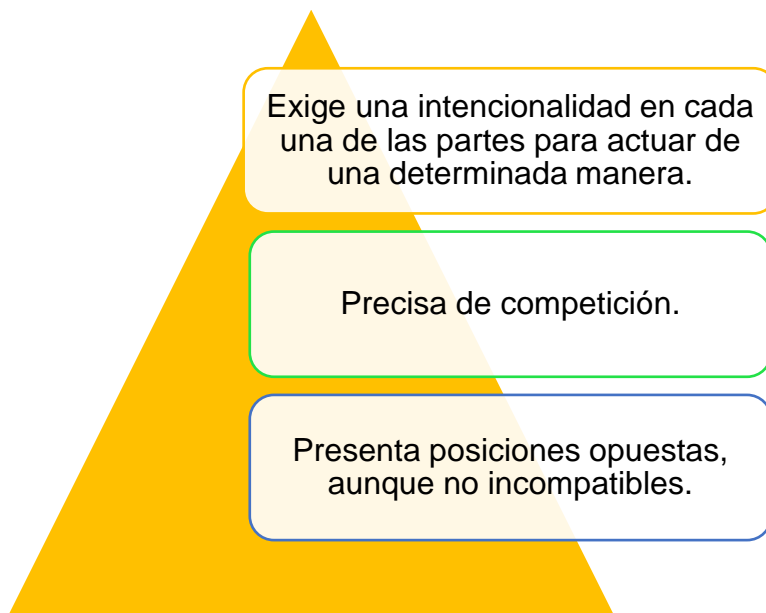 Exige una intencionalidad en cada
una de las partes para actuar de
una determinada manera.
Precisa de competición.
Presenta posiciones opuestas,
aunque no incompatibles.